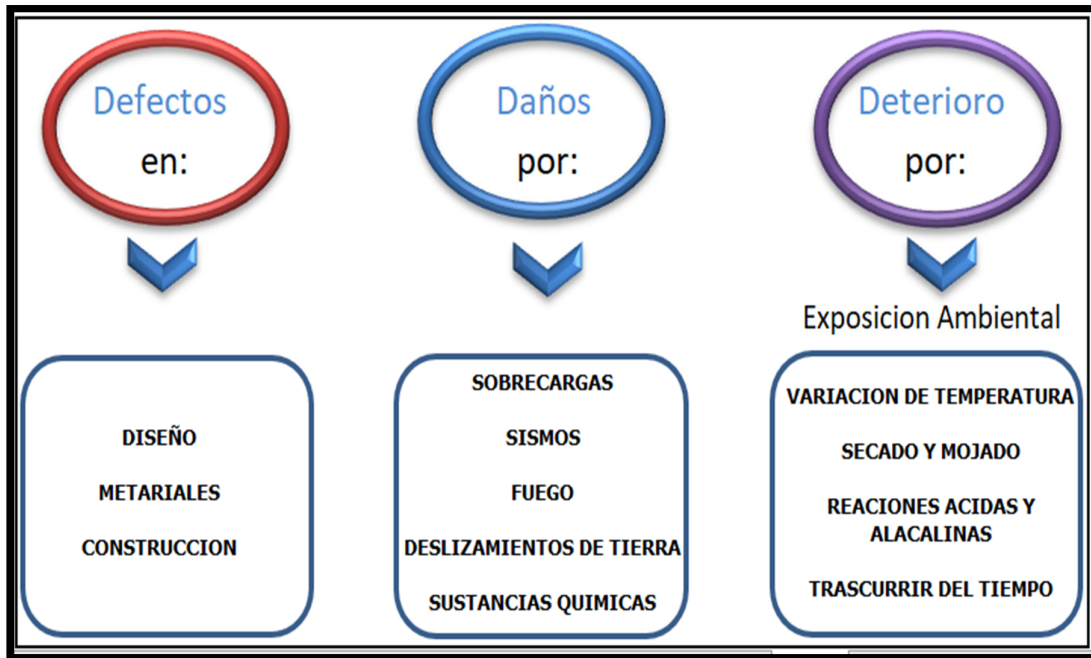 Defectos
en:
DISEÑO
METARIALES
CONSTRUCCION
Daños
por:
SOBRECARGAS
SISMOS
FUEGO
DESLIZAMIENTOS DE TIERRA
SUSTANCIAS QUIMICAS
Deterioro
por:
Exposicion Ambiental
VARIACION DE TEMPERATURA
SECADO Y MOJADO
REACIONES ACIDAS Y
ALACALINAS
TRASCURRIR DEL TIEMPO